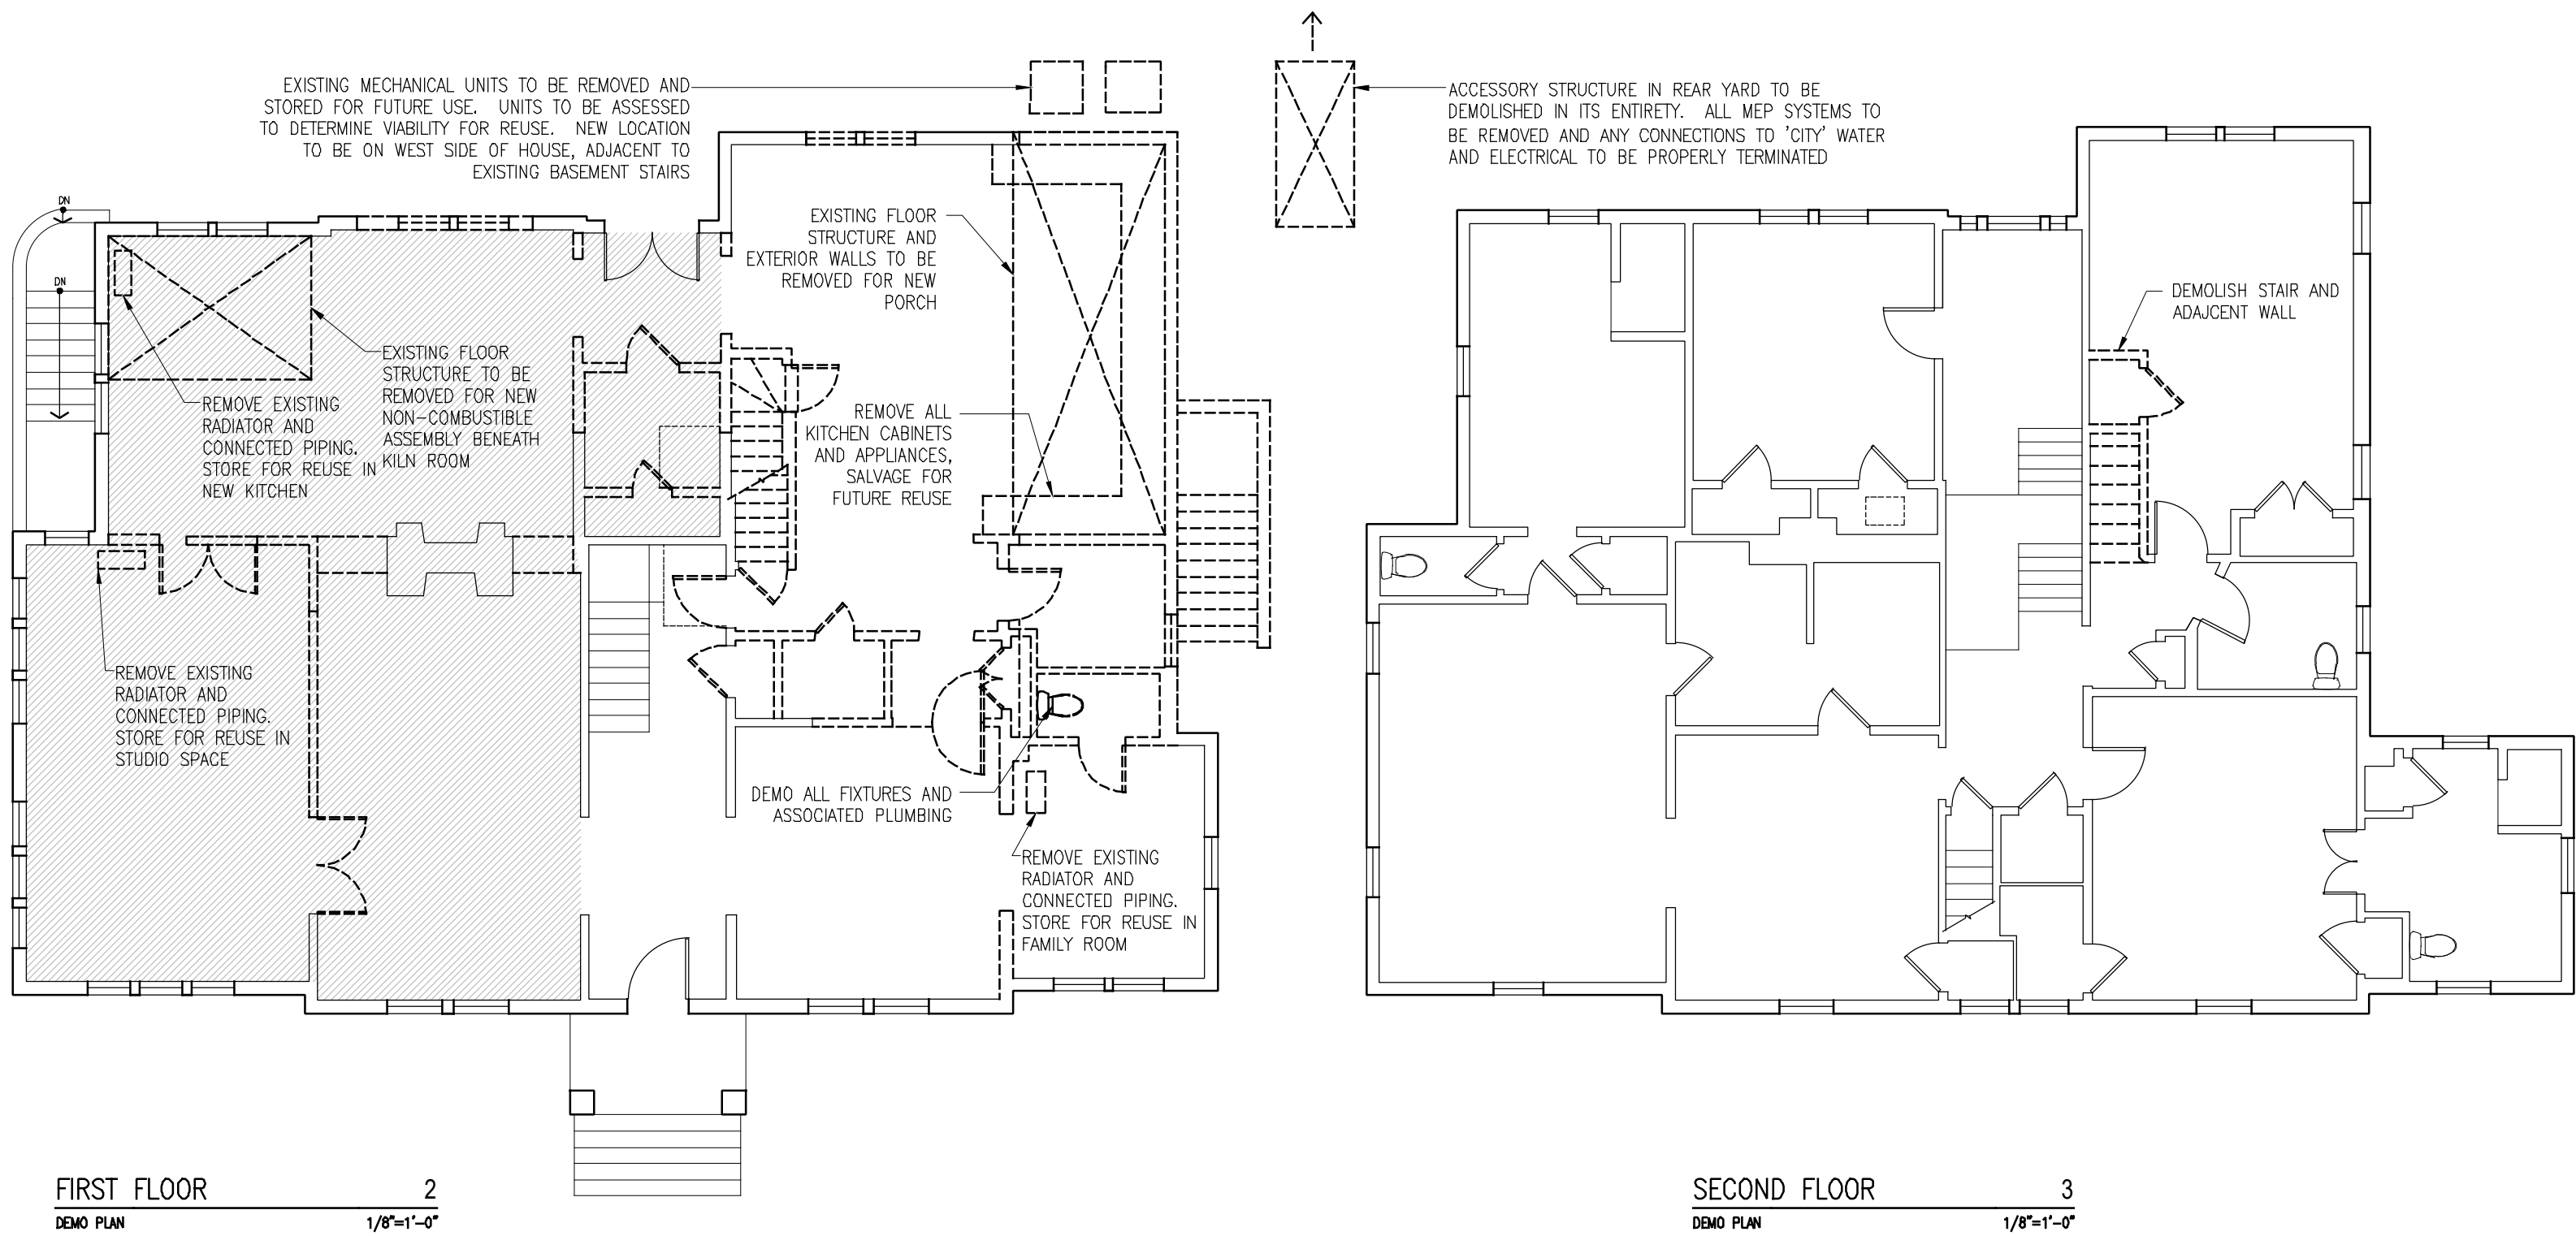 EXISTING MECHANICAL UNITS TO BE REMOVED AND
STORED FOR FUTURE USE. UNITS TO BE ASSESSED
TO DETERMINE VIABILITY FOR REUSE. NEW LOCATION
TO BE ON WEST SIDE OF HOUSE, ADJACENT TO
EXISTING BASEMENT STAIRS
ACCESSORY STRUCTURE IN REAR YARD TO BE
DEMOLISHED IN ITS ENTIRETY. ALL MEP SYSTEMS TO
BE REMOVED AND ANY CONNECTIONS TO 'CITY' WATER
AND ELECTRICAL TO BE PROPERLY TERMINATED
DN
DN
EXISTING FLOOR
STRUCTURE AND
EXTERIOR WALLS TO BE
REMOVED FOR NEW
PORCH
DEMOLISH STAIR AND
ADAJCENT WALL
EXISTING FLOOR
STRUCTURE TO BE
REMOVED FOR NEW
NON-COMBUSTIBLE
ASSEMBLY BENEATH
KILN ROOM
REMOVE EXISTING
RADIATOR AND
CONNECTED PIPING.
STORE FOR REUSE IN
NEW KITCHEN
REMOVE ALL
KITCHEN CABINETS
AND APPLIANCES,
SALVAGE FOR
FUTURE REUSE
REMOVE EXISTING
RADIATOR AND
CONNECTED PIPING.
STORE FOR REUSE IN
STUDIO SPACE
DEMO ALL FIXTURES AND
ASSOCIATED PLUMBING
REMOVE EXISTING
RADIATOR AND
CONNECTED PIPING.
STORE FOR REUSE IN
FAMILY ROOM
FIRST FLOOR 2
DEMO PLAN 1/8"=1'-0"
SECOND FLOOR 3
DEMO PLAN 1/8"=1'-0"